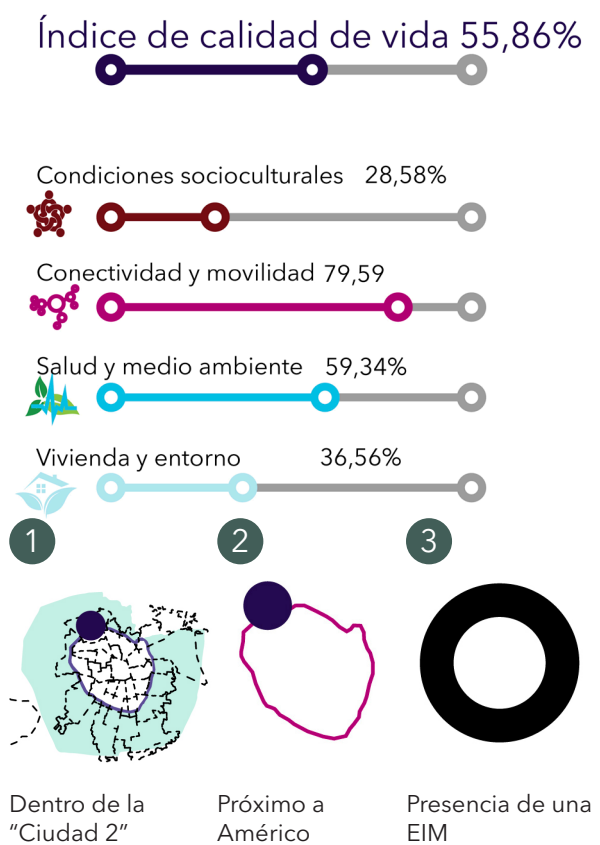 Índice de calidad de vida 55,86%
Condiciones socioculturales 28,58%
Conectividad y movilidad 79,59
Salud y medio ambiente 59,34%
Vivienda y entorno 36,56%
1
2
3
Dentro de la
“Ciudad 2”
Próximo a
Américo
Presencia de una
EIM